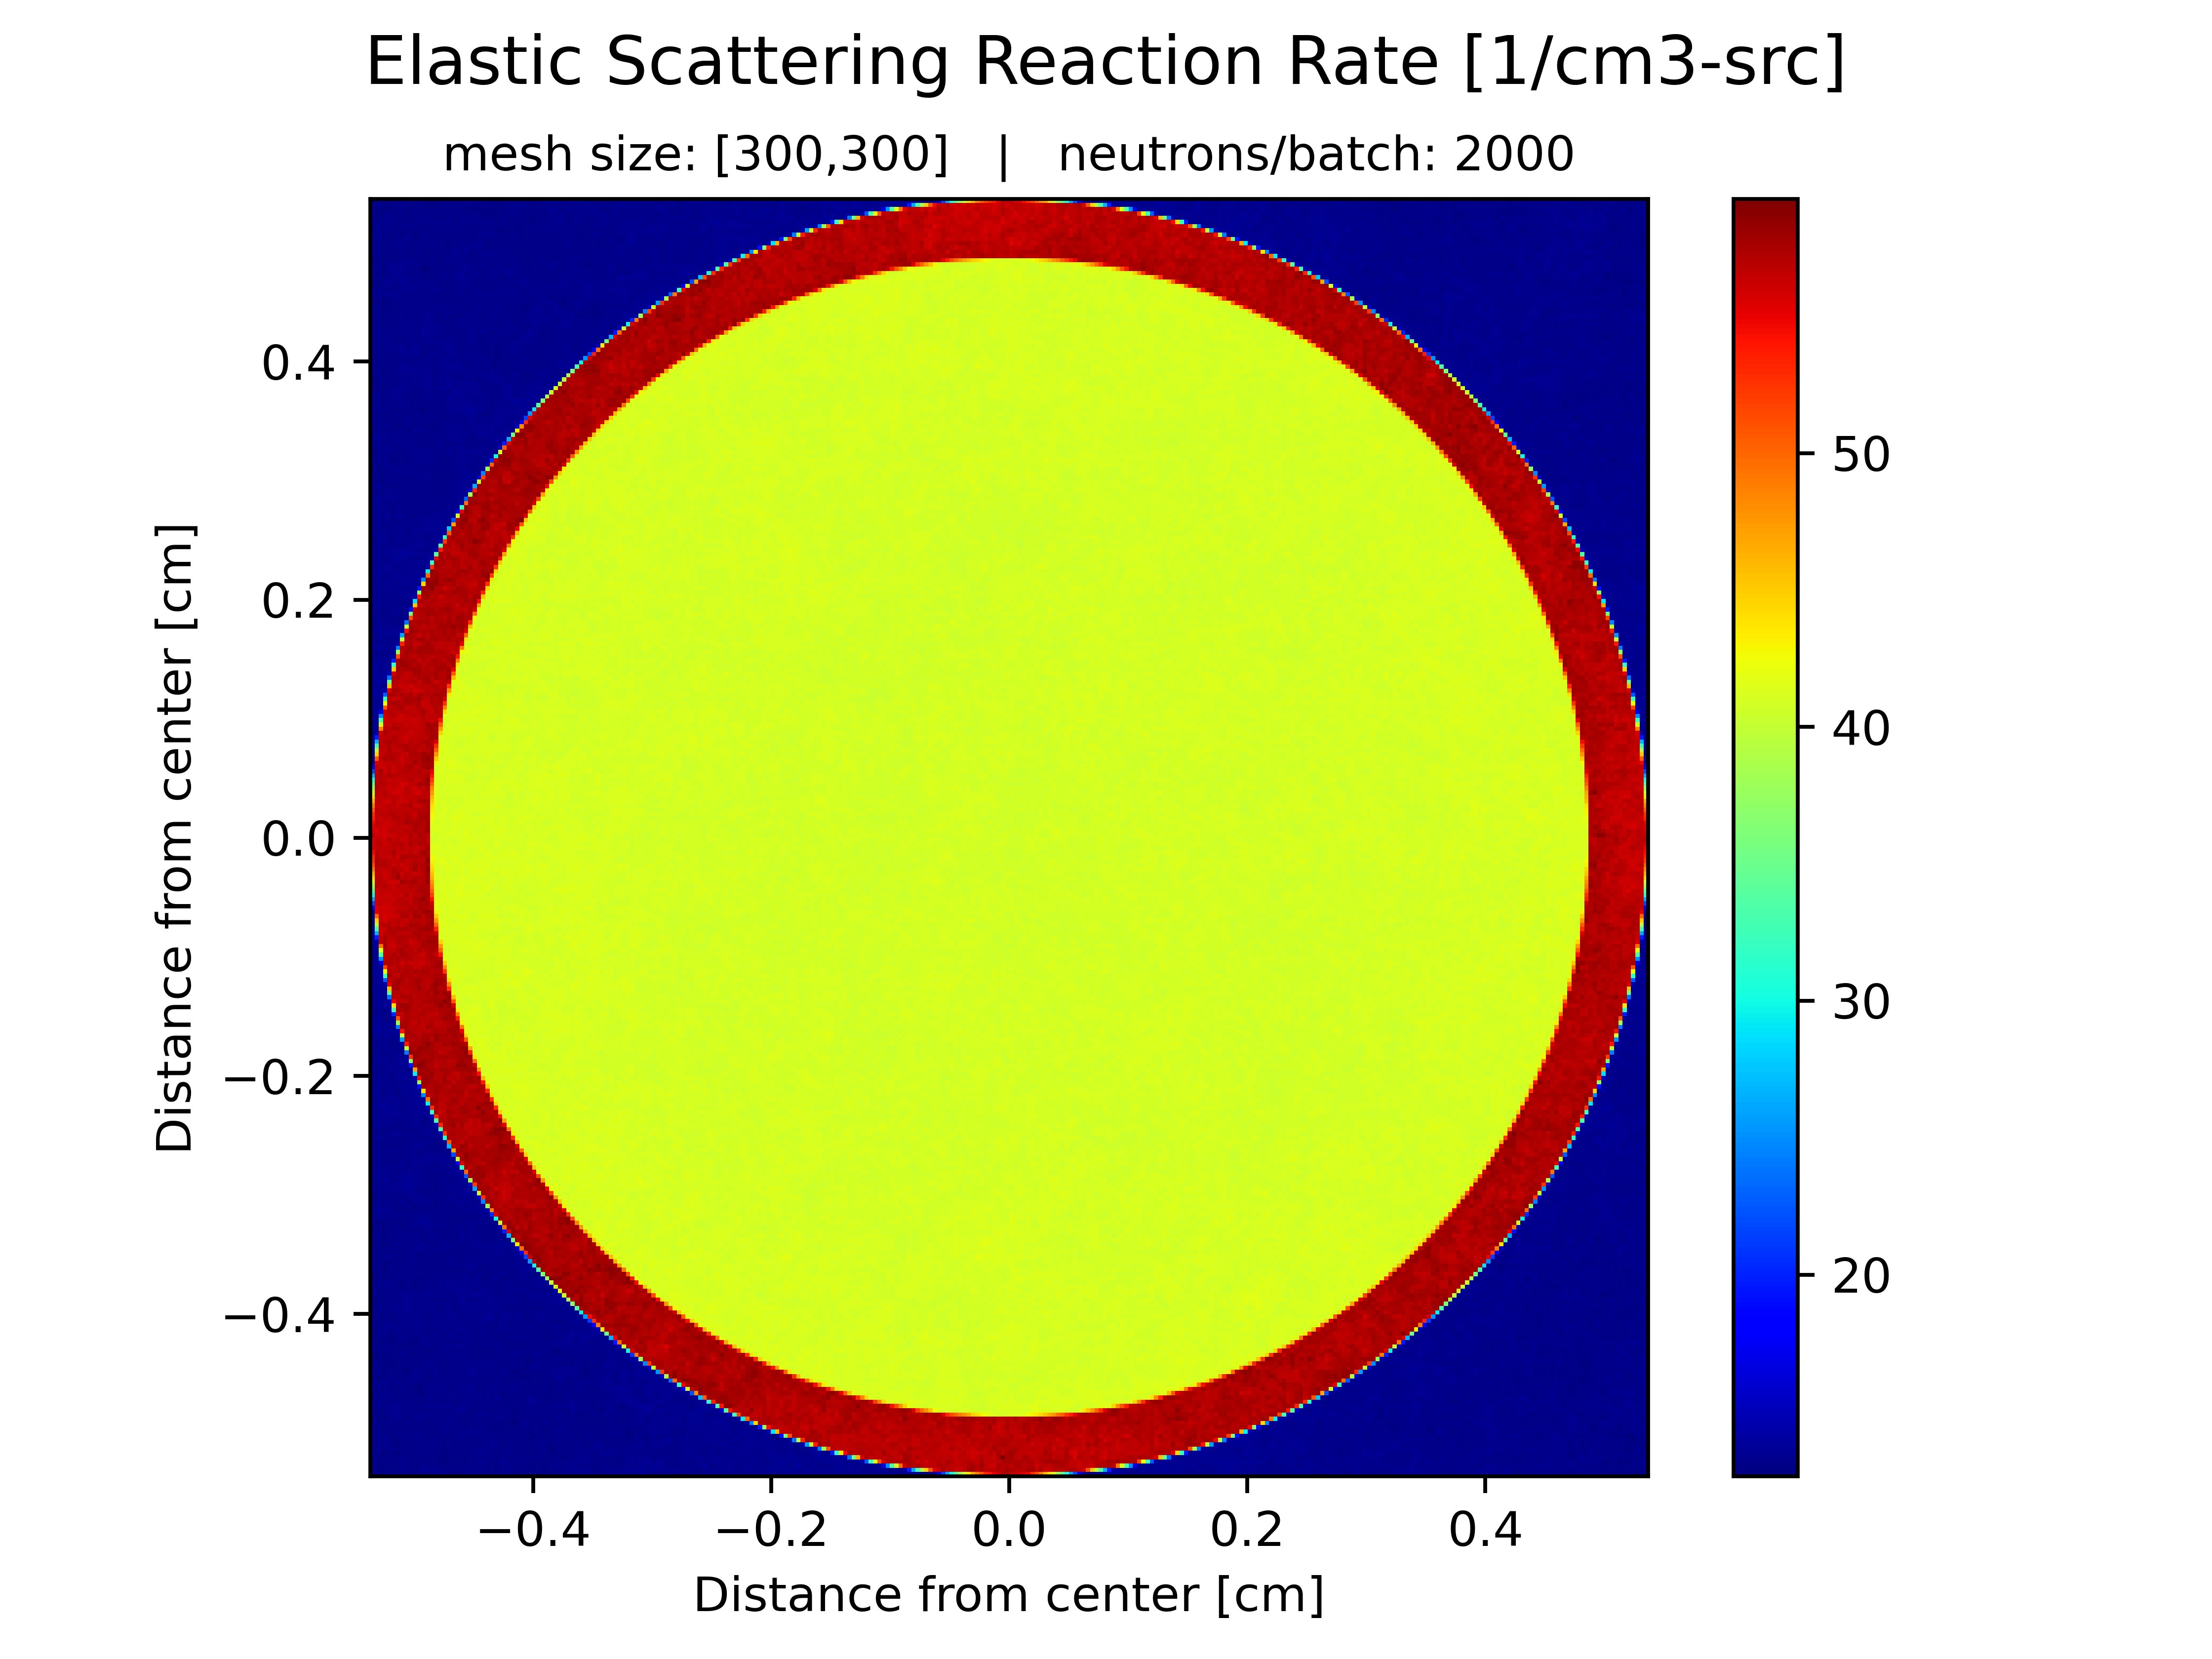 Elastic Scattering Reaction Rate [1/cm3-src]
mesh size: [300,300] | neutrons/batch: 2000
Distance from center [cm]
0.4
0.2
0.0
−0.2
−0.4
−0.4 −0.2 0.0 0.2 0.4
Distance from center [cm]
50
40
30
20